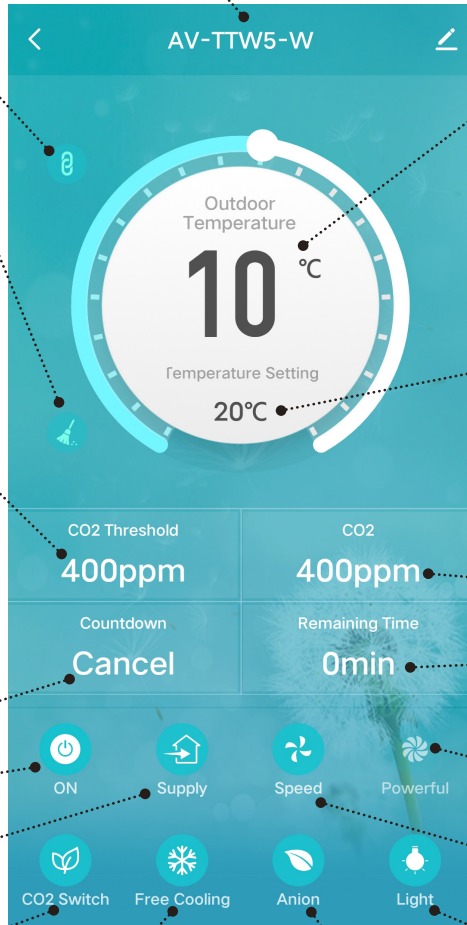 AV-TTW5-W
Outdoor
Temperature
10 °C
Temperature Setting
20°C
CO2 Threshold
CO2
400ppm
400ppm
Countdown
Remaining Time
Cancel
0min
ON
Supply
Speed
Powerful
CO2 Switch
Free Cooling
Anion
Light